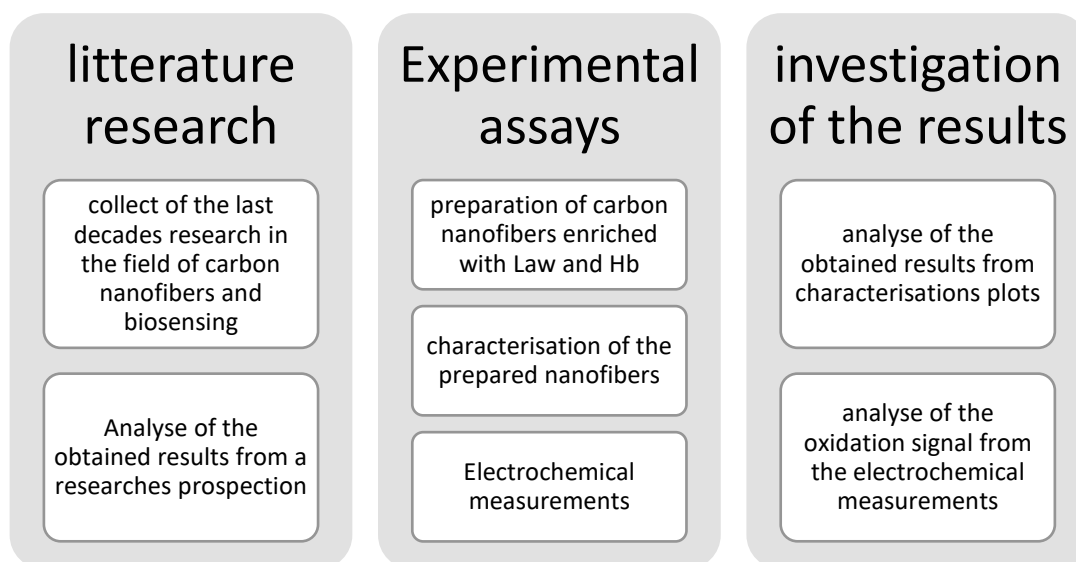 litterature
research
collect of the last
decades research in
the field of carbon
nanofibers and
biosensing
Analyse of the
obtained results from a
researches prospection
Experimental
assays
preparation of carbon
nanofibers enriched
with Law and Hb
characterisation of the
prepared nanofibers
Electrochemical
measurements
investigation
of the results
analyse of the
obtained results from
characterisations plots
analyse of the
oxidation signal from
the electrochemical
measurements